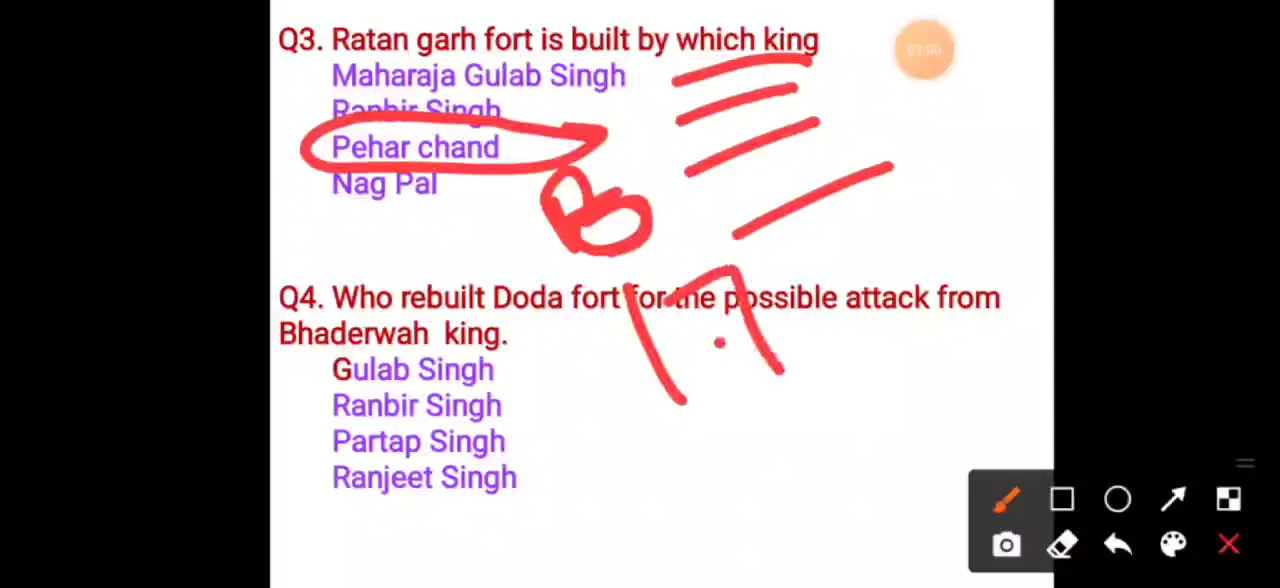 Q3. Ratan garh fort is built by which king
Maharaja Gulab Singh
Ranbir Singh
Pehar chand
Nag Pal
B
17
Q4. Who rebuilt Doda fort for the possible attack from
Bhaderwah king.
Gulab Singh
Ranbir Singh
Partap Singh
Ranjeet Singh